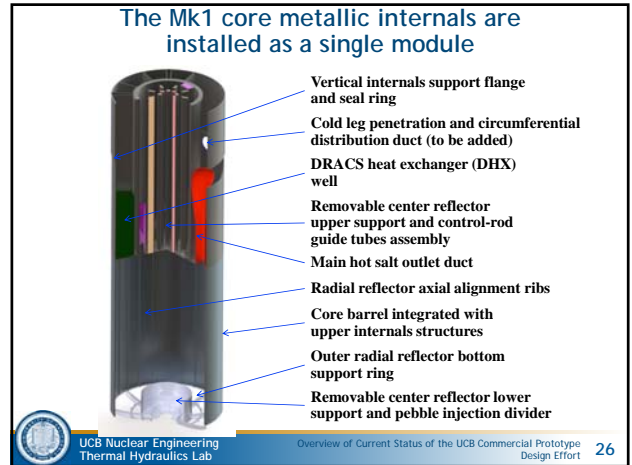 The Mk1 core metallic internals are
installed as a single module
Vertical internals support flange
and seal ring
Cold leg penetration and circumferential
distribution duct (to be added)
DRACS heat exchanger (DHX)
well
Removable center reflector
upper support and control-rod
guide tubes assembly
Main hot salt outlet duct
Radial reflector axial alignment ribs
Core barrel integrated with
upper internals structures
Outer radial reflector bottom
support ring
Removable center reflector lower
support and pebble injection divider
UCB Nuclear Engineering
Thermal Hydraulics Lab
Overview of Current Status of the UCB Commercial Prototype
Design Effort
26